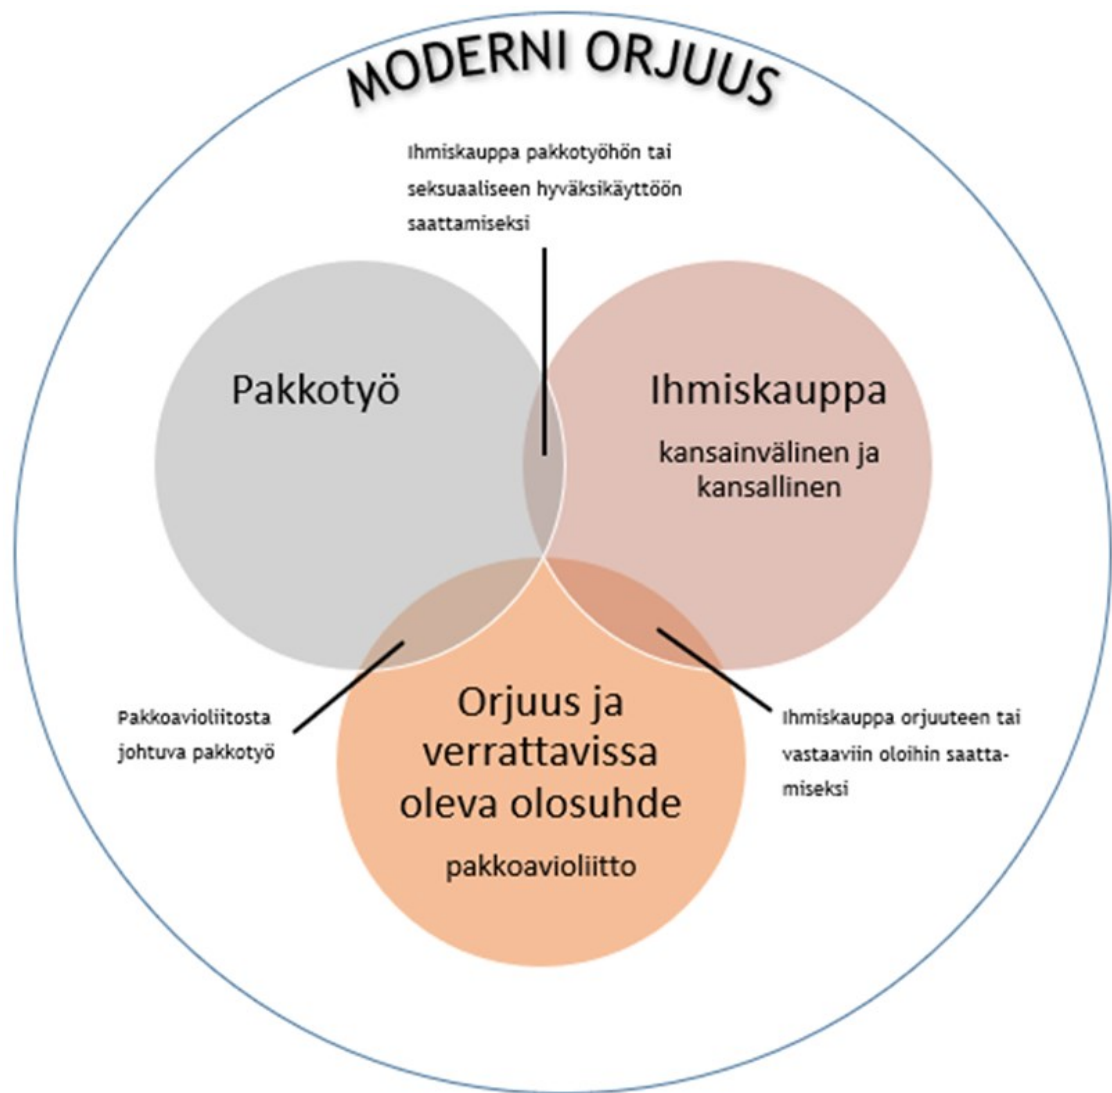 MODERNI ORJUUS
Ihmiskauppa pakkotyöhön tai
seksuaaliseen hyväksikäyttöön
saattamiseksi
Pakkotyö
Ihmiskauppa
kansainvälinen ja
kansallinen
Pakkoavioliitosta
johtuva pakkotyö
Orjuus ja
verrattavissa
oleva olosuhde
pakkoavioliitto
Ihmiskauppa orjuuteen tai
vastaaviin oloihin saatta-
miseksi